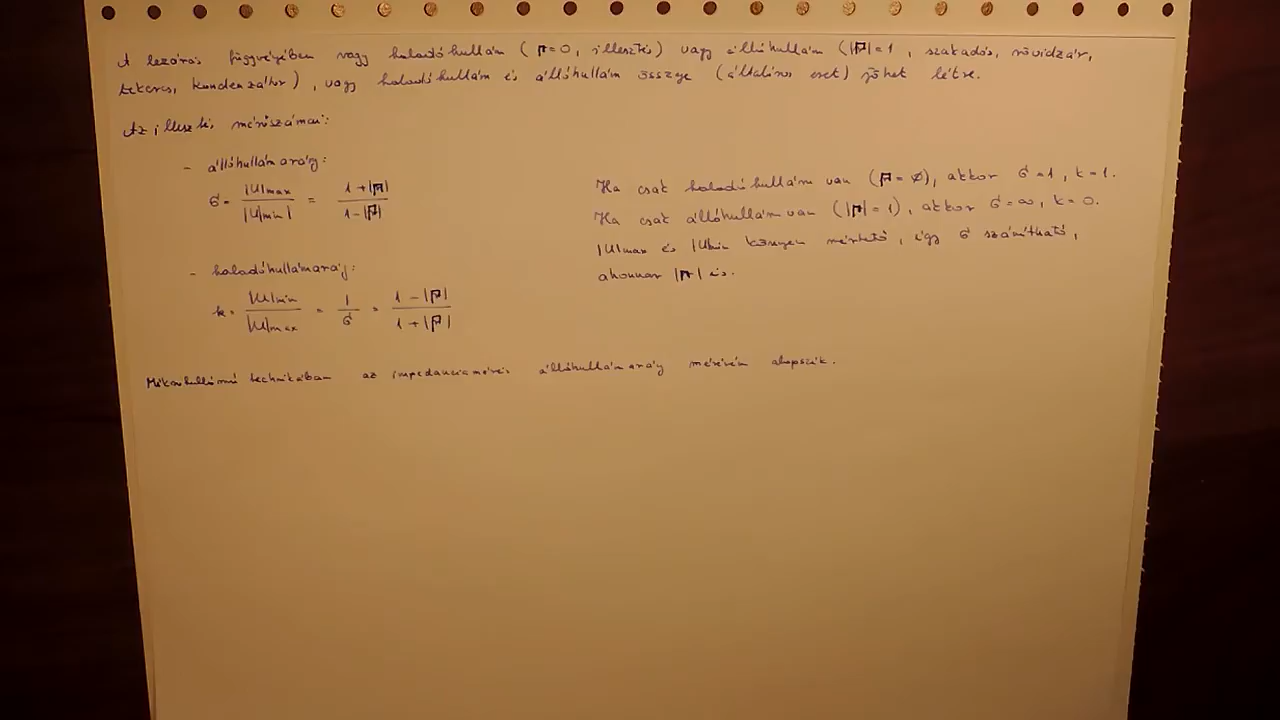 A lezárás függvényében vagy haladóhullám (Γ=0, illesztés) vagy állóhullám (|Γ|=1, szakadás, rövidzár,
tekercs, kondenzátor), vagy haladóhullám és állóhullám összege (általános eset) jöhet létre.
Az illesztés mérőszámai:
- állóhullámarány:
σ = |U|max / |U|min| = 1+|Γ| / 1-|Γ|
- haladóhullámarány:
k = |U|min / |U|max = 1/σ = 1-|Γ| / 1+|Γ|
Ha csak haladóhullám van (Γ=0), akkor σ=1, k=1.
Ha csak állóhullám van (|Γ|=1), akkor σ=∞, k=0.
|U|max és |U|min könnyen mérhető, így σ számítható,
ahonnan |Γ| is.
Mikrohullámú technikában az impedanciamérés állóhullámarány mérésén alapszik.